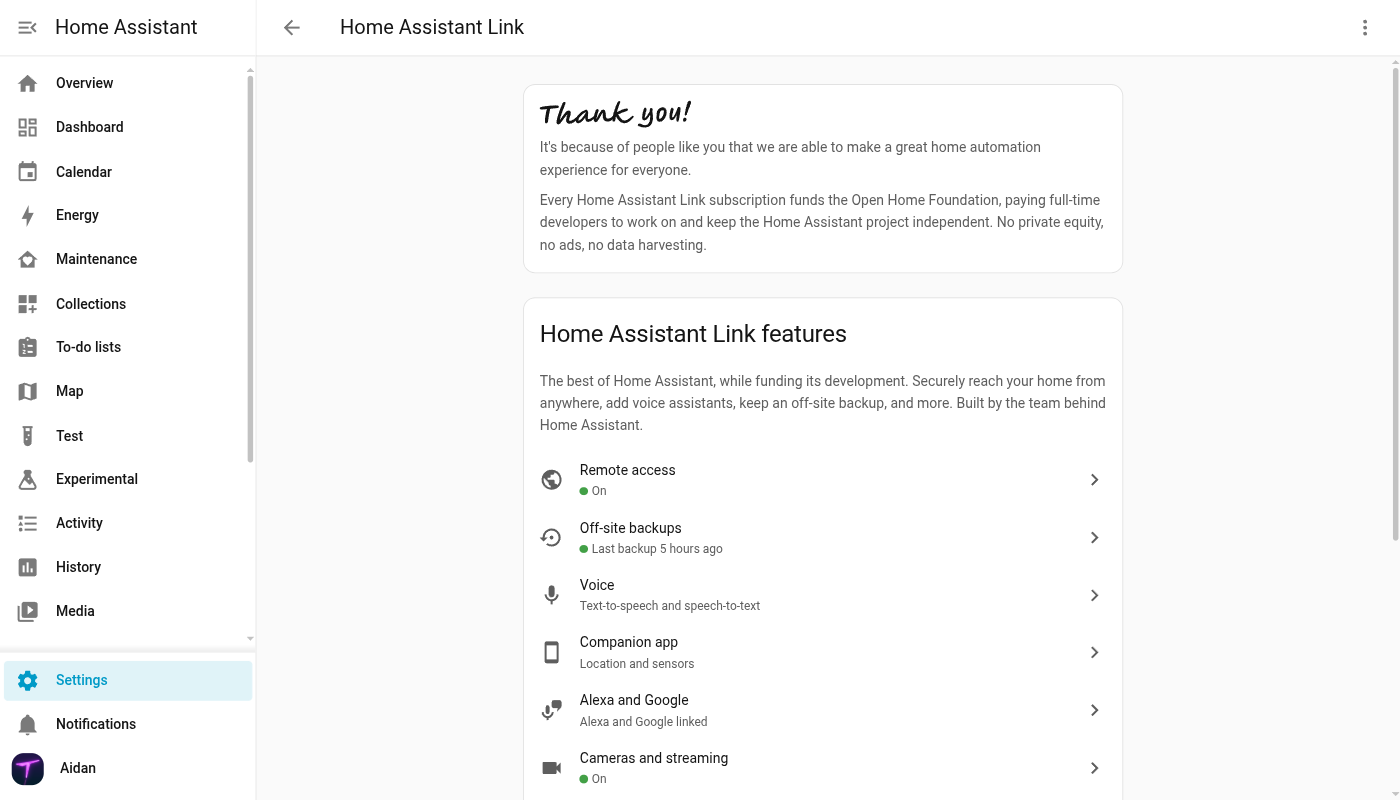 Home Assistant
Home Assistant Link
Overview
Dashboard
Calendar
Energy
Maintenance
Collections
To-do lists
Map
Test
Experimental
Activity
History
Media
Settings
Notifications
Aidan
Thank you!
It's because of people like you that we are able to make a great home automation
experience for everyone.
Every Home Assistant Link subscription funds the Open Home Foundation, paying full-time
developers to work on and keep the Home Assistant project independent. No private equity,
no ads, no data harvesting.
Home Assistant Link features
The best of Home Assistant, while funding its development. Securely reach your home from
anywhere, add voice assistants, keep an off-site backup, and more. Built by the team behind
Home Assistant.
Remote access
On
Off-site backups
Last backup 5 hours ago
Voice
Text-to-speech and speech-to-text
Companion app
Location and sensors
Alexa and Google
Alexa and Google linked
Cameras and streaming
On